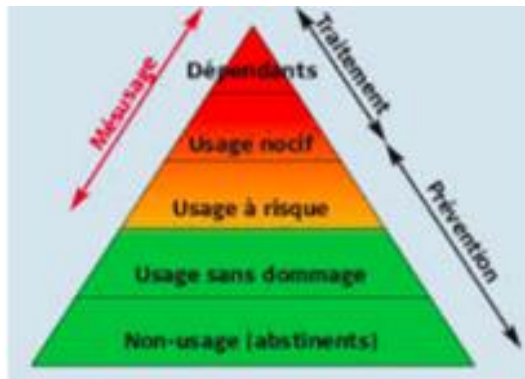 Mésusage
Traitement
Prévention
Dépendants
Usage nocif
Usage à risque
Usage sans dommage
Non-usage (abstinents)